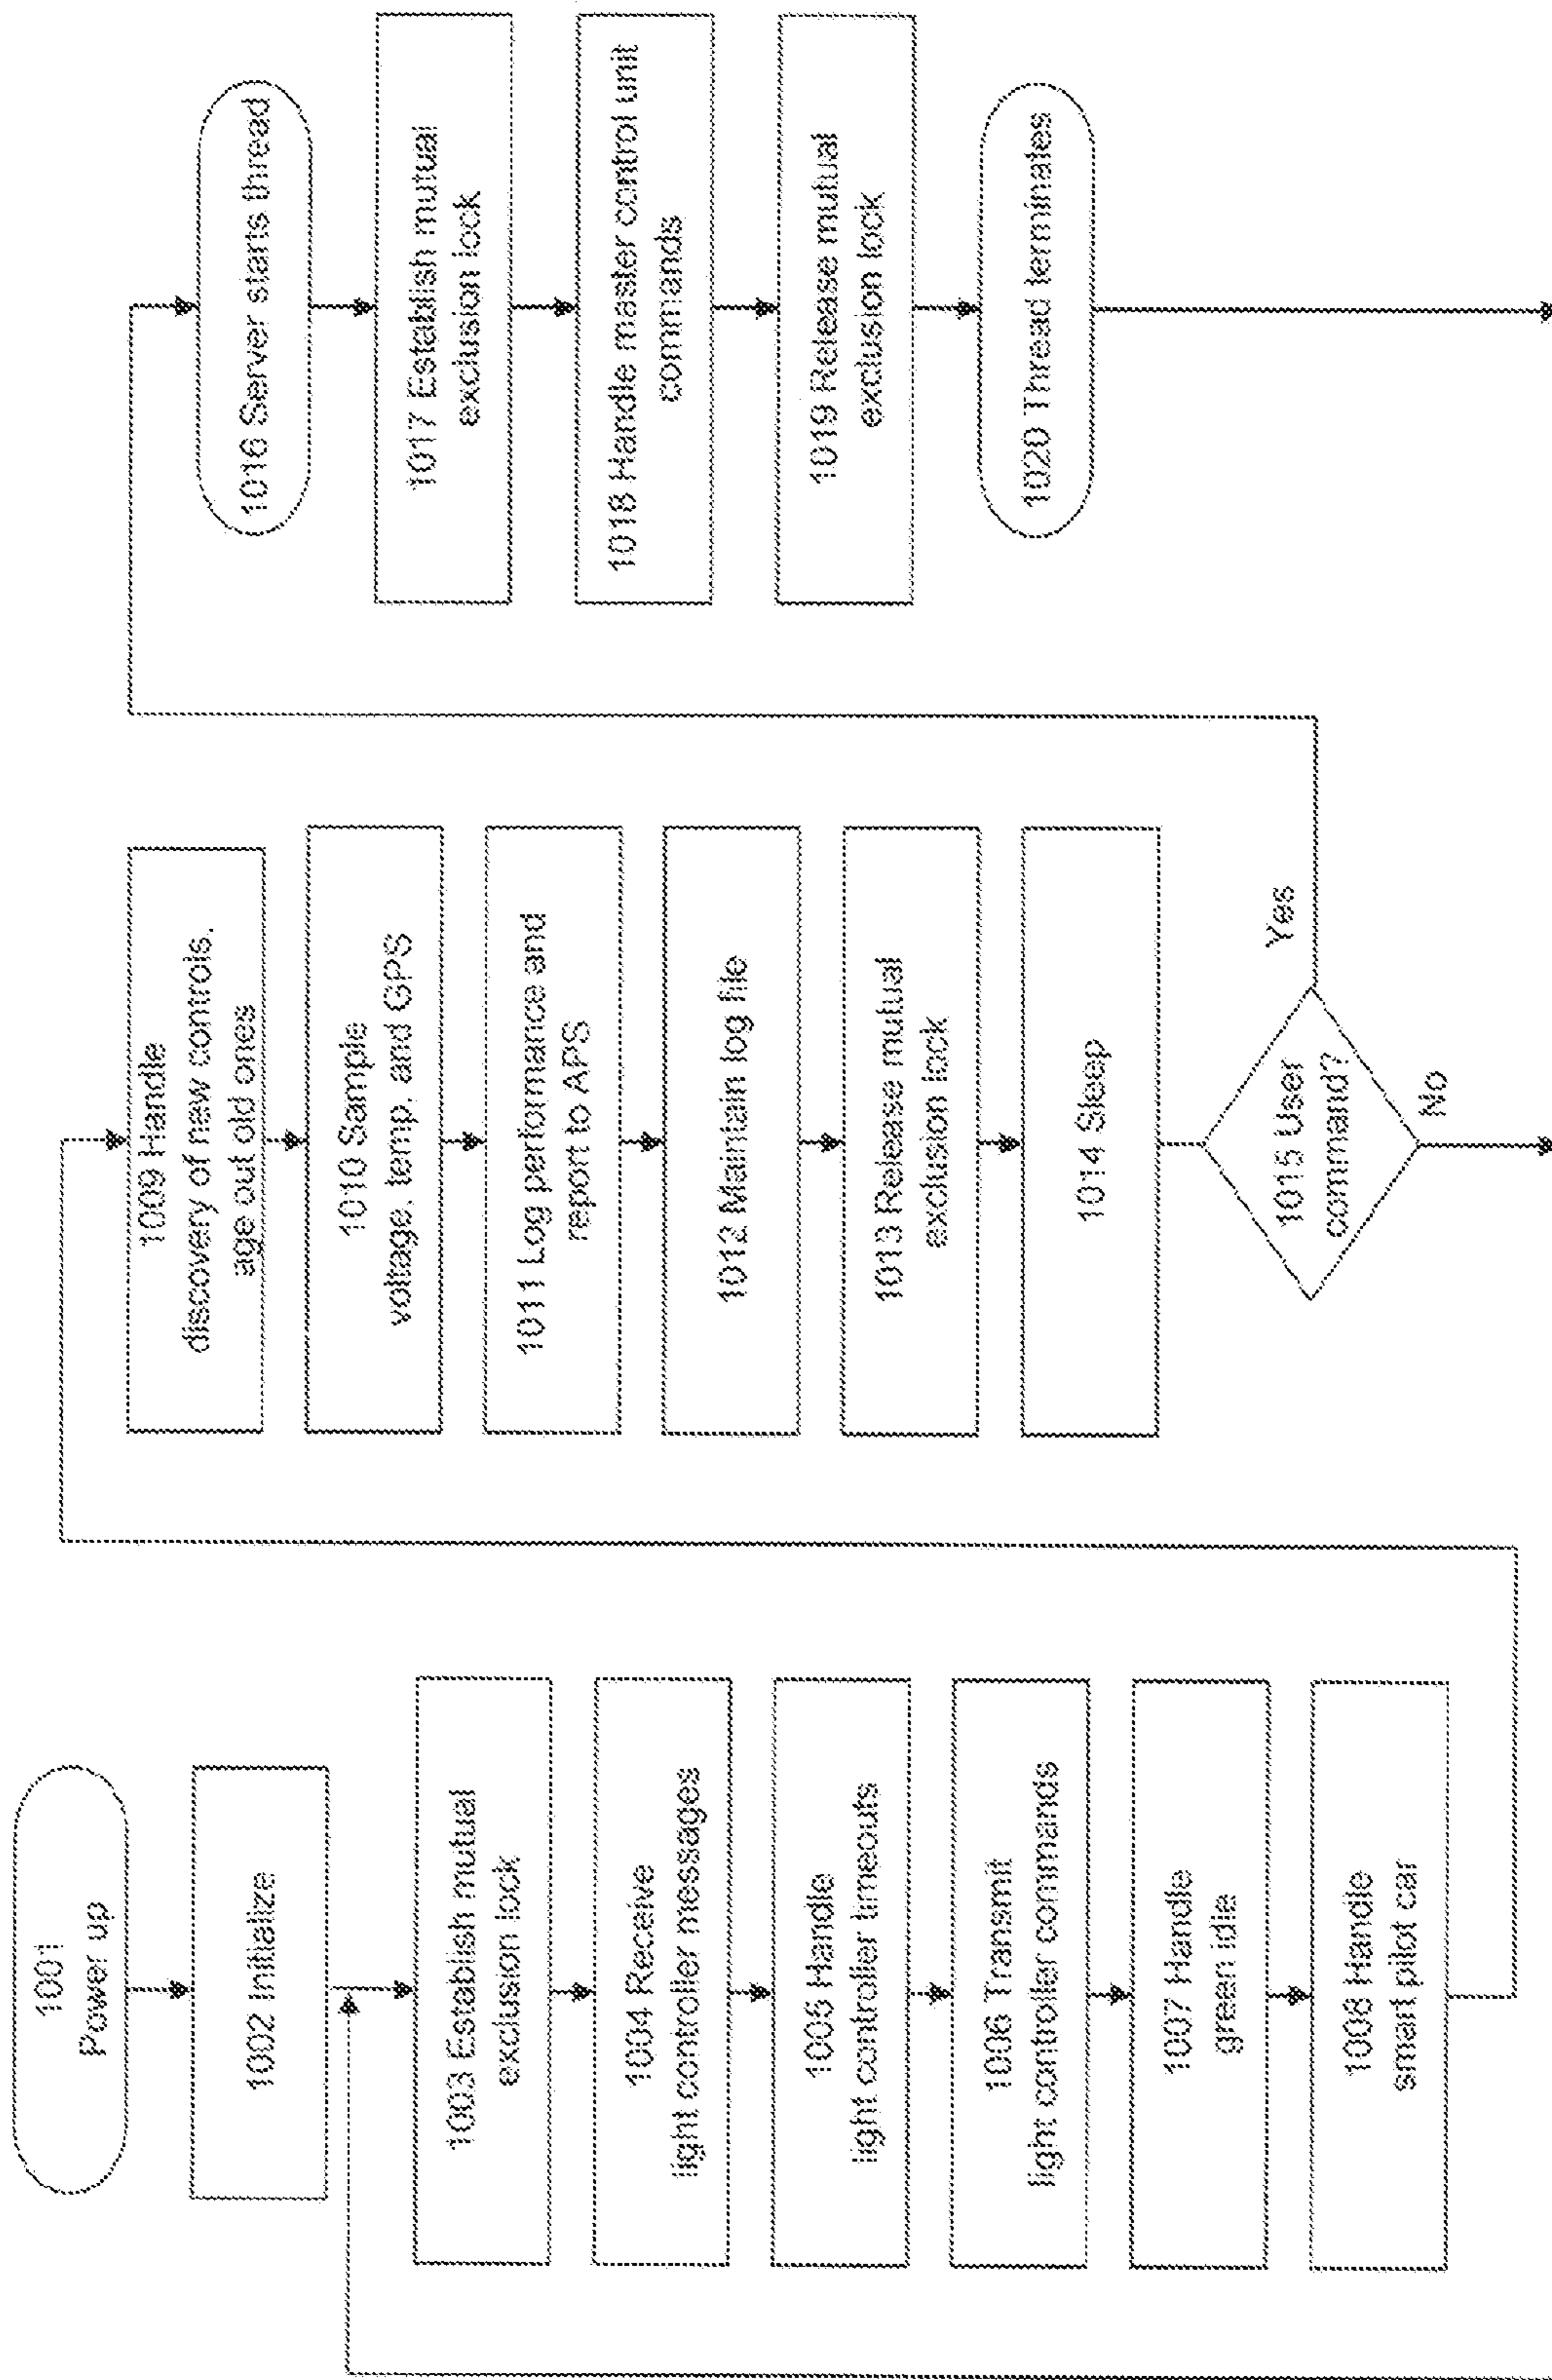 1001
Power up
1002 Initialize
1003 Establish mutual
exclusion lock
1004 Receive
light controller messages
1005 Handle
light controller timeouts
1006 Transmit
light controller commands
1007 Handle
green idle
1008 Handle
smart pilot car
1009 Handle
discovery of new controls.
age out old ones
1010 Sample
voltage, temp. and GPS
1011 Log performance and
report to APS
1012 Maintain log file
1013 Release mutual
exclusion lock
1014 Sleep
1015 User
command?
Yes
No
1016 Server starts thread
1017 Establish mutual
exclusion lock
1018 Handle master control unit
commands
1019 Release mutual
exclusion lock
1020 Thread terminates